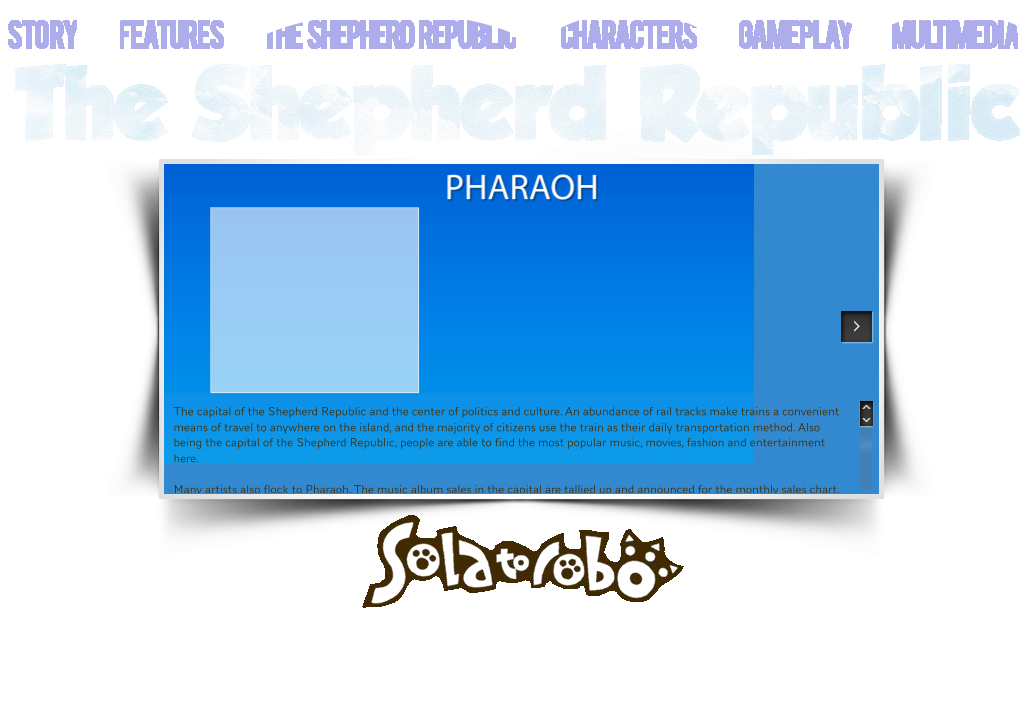 STORY FEATURES THE SHEPHERD REPUBLIC CHARACTERS GAMEPLAY MULTIMEDIA
The Shepherd Republic
PHARAOH
The capital of the Shepherd Republic and the center of politics and culture. An abundance of rail tracks make trains a convenient
means of travel to anywhere on the island, and the majority of citizens use the train as their daily transportation method. Also
being the capital of the Shepherd Republic, people are able to find the most popular music, movies, fashion and entertainment
here.
Many artists also flock to Pharaoh. The music album sales in the capital are tallied up and announced for the monthly sales chart.
Solatorobo